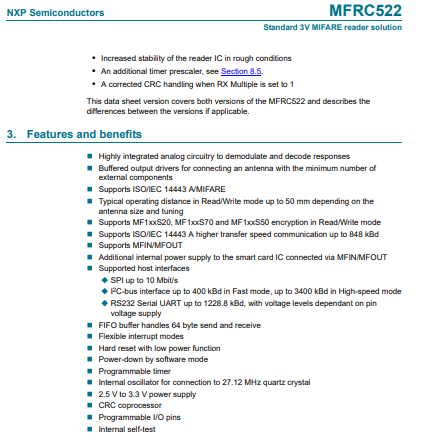 NXP Semiconductors
MFRC522
Standard 3V MIFARE reader solution
• Increased stability of the reader IC in rough conditions
• An additional timer prescaler, see Section 8.5.
• A corrected CRC handling when RX Multiple is set to 1
This data sheet version covers both versions of the MFRC522 and describes the
differences between the versions if applicable.
3. Features and benefits
■ Highly integrated analog circuitry to demodulate and decode responses
■ Buffered output drivers for connecting an antenna with the minimum number of
external components
■ Supports ISO/IEC 14443 A/MIFARE
■ Typical operating distance in Read/Write mode up to 50 mm depending on the
antenna size and tuning
■ Supports MF1xxS20, MF1xxS70 and MF1xxS50 encryption in Read/Write mode
■ Supports ISO/IEC 14443 A higher transfer speed communication up to 848 kBd
■ Supports MFIN/MFOUT
■ Additional internal power supply to the smart card IC connected via MFIN/MFOUT
■ Supported host interfaces
◆ SPI up to 10 Mbit/s
◆ I²C-bus interface up to 400 kBd in Fast mode, up to 3400 kBd in High-speed mode
◆ RS232 Serial UART up to 1228.8 kBd, with voltage levels dependant on pin
voltage supply
■ FIFO buffer handles 64 byte send and receive
■ Flexible interrupt modes
■ Hard reset with low power function
■ Power-down by software mode
■ Programmable timer
■ Internal oscillator for connection to 27.12 MHz quartz crystal
■ 2.5 V to 3.3 V power supply
■ CRC coprocessor
■ Programmable I/O pins
■ Internal self-test